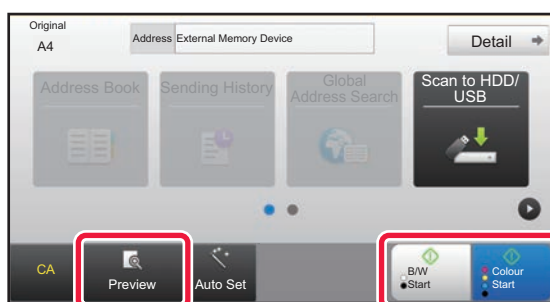 Original
A4
Address External Memory Device
Detail
Address Book
Sending History
Global
Address Search
Scan to HDD/
USB
CA
Preview
Auto Set
B/W
Start
Colour
Start